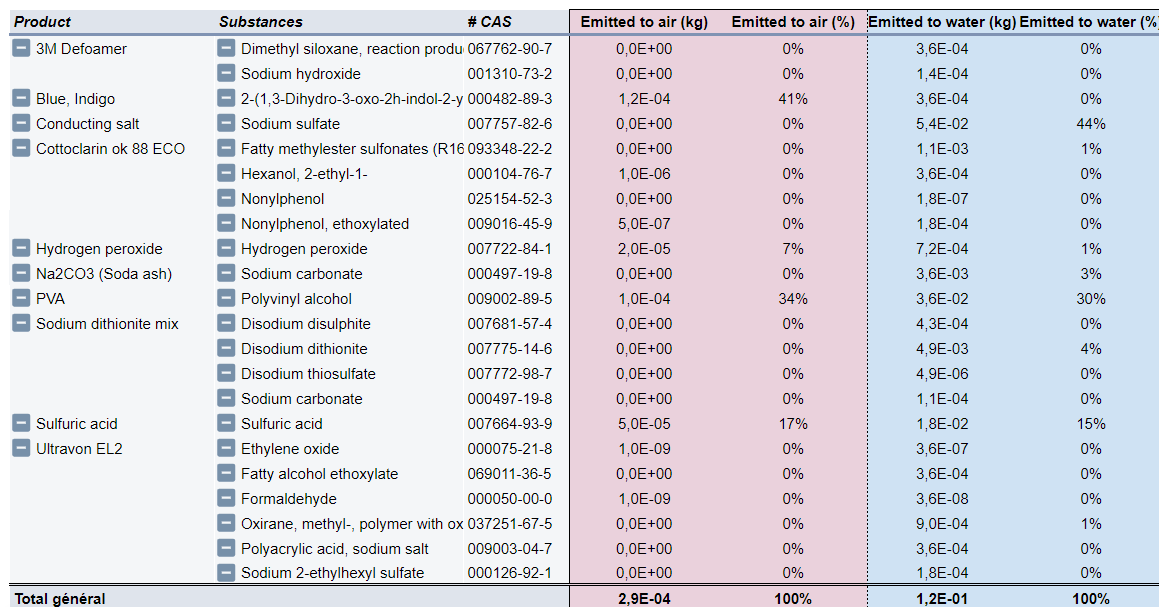 Product Substances # CAS Emitted to air (kg) Emitted to air (%) Emitted to water (kg) Emitted to water (%)
3M Defoamer Dimethyl siloxane, reaction produ 067762-90-7 0,0E+00 0% 3,6E-04 0%
Sodium hydroxide 001310-73-2 0,0E+00 0% 1,4E-04 0%
Blue, Indigo 2-(1,3-Dihydro-3-oxo-2h-indol-2-y 000482-89-3 1,2E-04 41% 3,6E-04 0%
Conducting salt Sodium sulfate 007757-82-6 0,0E+00 0% 5,4E-02 44%
Cottoclarin ok 88 ECO Fatty methylester sulfonates (R16 093348-22-2 0,0E+00 0% 1,1E-03 1%
Hexanol, 2-ethyl-1- 000104-76-7 1,0E-06 0% 3,6E-04 0%
Nonylphenol 025154-52-3 0,0E+00 0% 1,8E-07 0%
Nonylphenol, ethoxylated 009016-45-9 5,0E-07 0% 1,8E-04 0%
Hydrogen peroxide Hydrogen peroxide 007722-84-1 2,0E-05 7% 7,2E-04 1%
Na2CO3 (Soda ash) Sodium carbonate 000497-19-8 0,0E+00 0% 3,6E-03 3%
PVA Polyvinyl alcohol 009002-89-5 1,0E-04 34% 3,6E-02 30%
Sodium dithionite mix Disodium disulphite 007681-57-4 0,0E+00 0% 4,3E-04 0%
Disodium dithionite 007775-14-6 0,0E+00 0% 4,9E-03 4%
Disodium thiosulfate 007772-98-7 0,0E+00 0% 4,9E-06 0%
Sodium carbonate 000497-19-8 0,0E+00 0% 1,1E-04 0%
Sulfuric acid Sulfuric acid 007664-93-9 5,0E-05 17% 1,8E-02 15%
Ultravon EL2 Ethylene oxide 000075-21-8 1,0E-09 0% 3,6E-07 0%
Fatty alcohol ethoxylate 069011-36-5 0,0E+00 0% 3,6E-04 0%
Formaldehyde 000050-00-0 1,0E-09 0% 3,6E-08 0%
Oxirane, methyl-, polymer with ox 037251-67-5 0,0E+00 0% 9,0E-04 1%
Polyacrylic acid, sodium salt 009003-04-7 0,0E+00 0% 3,6E-04 0%
Sodium 2-ethylhexyl sulfate 000126-92-1 0,0E+00 0% 1,8E-04 0%
Total général 2,9E-04 100% 1,2E-01 100%